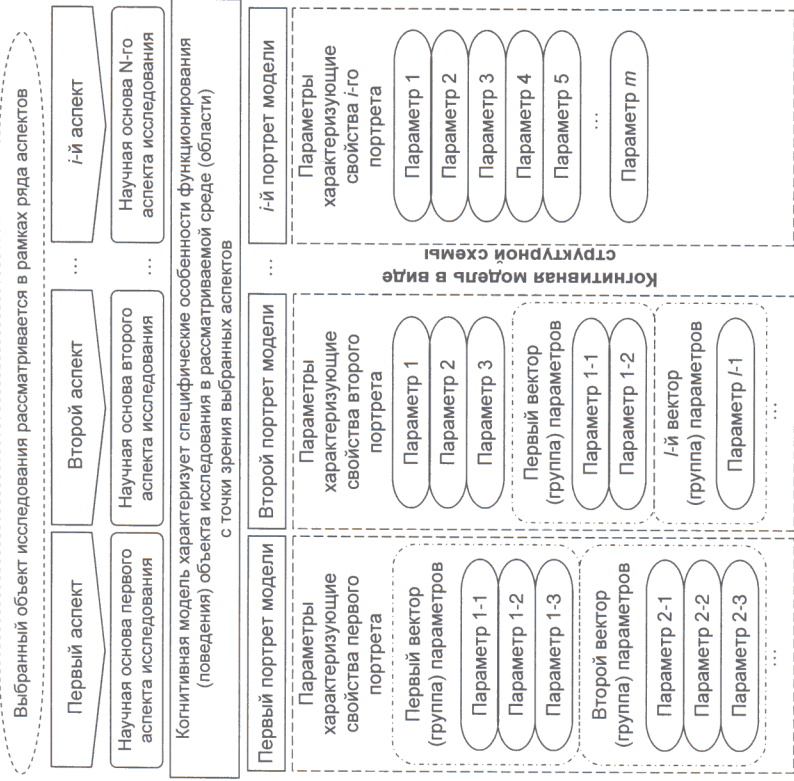 Выбранный объект исследования рассматривается в рамках ряда аспектов
Первый аспект
Второй аспект
i-й аспект
Научная основа первого
аспекта исследования
Научная основа второго
аспекта исследования
...
Научная основа N-го
аспекта исследования
Когнитивная модель характеризует специфические особенности функционирования
(поведения) объекта исследования в рассматриваемой среде (области)
с точки зрения выбранных аспектов
Первый портрет модели
Второй портрет модели
...
i-й портрет модели
Параметры
характеризующие
свойства первого
портрета
Первый вектор
(группа) параметров
Параметр 1-1
Параметр 1-2
Параметр 1-3
Второй вектор
(группа) параметров
Параметр 2-1
Параметр 2-2
Параметр 2-3
...
Параметры
характеризующие
свойства второго
портрета
Параметр 1
Параметр 2
Параметр 3
Первый вектор
(группа) параметров
Параметр 1-1
Параметр 1-2
l-й вектор
(группа) параметров
Параметр l-1
...
Когнитивная модель в виде
структурной схемы
Параметры
характеризующие
свойства i-го
портрета
Параметр 1
Параметр 2
Параметр 3
Параметр 4
Параметр 5
...
Параметр m